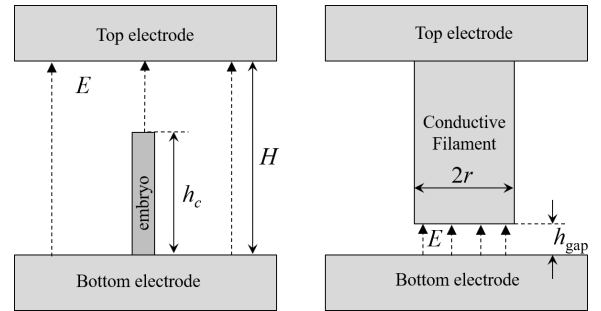 Top electrode
E
embryo
h_c
H
Bottom electrode
Top electrode
Conductive
Filament
2r
E
h_gap
Bottom electrode